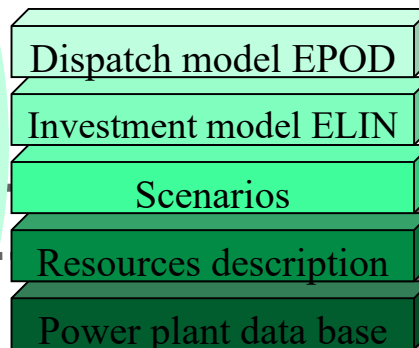 Dispatch model EPOD
Investment model ELIN
Scenarios
Resources description
Power plant data base